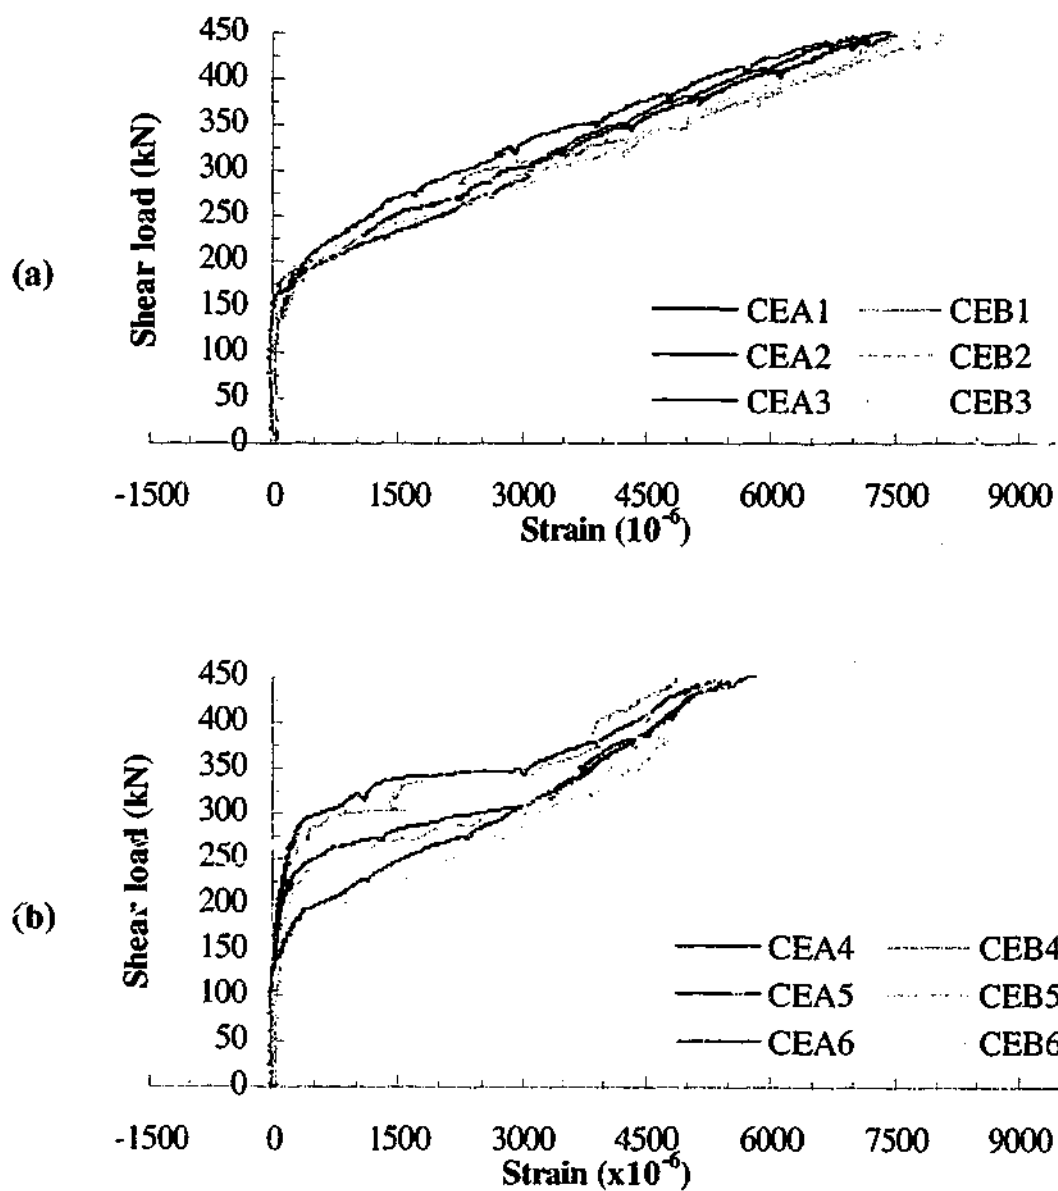 (a)
Shear load (kN)
450
400
350
300
250
200
150
100
50
0
CEA1 CEB1
CEA2 CEB2
CEA3 CEB3
-1500 0 1500 3000 4500 6000 7500 9000
Strain (10-6)
(b)
Shear load (kN)
450
400
350
300
250
200
150
100
50
0
CEA4 CEB4
CEA5 CEB5
CEA6 CEB6
-1500 0 1500 3000 4500 6000 7500 9000
Strain (x10-6)